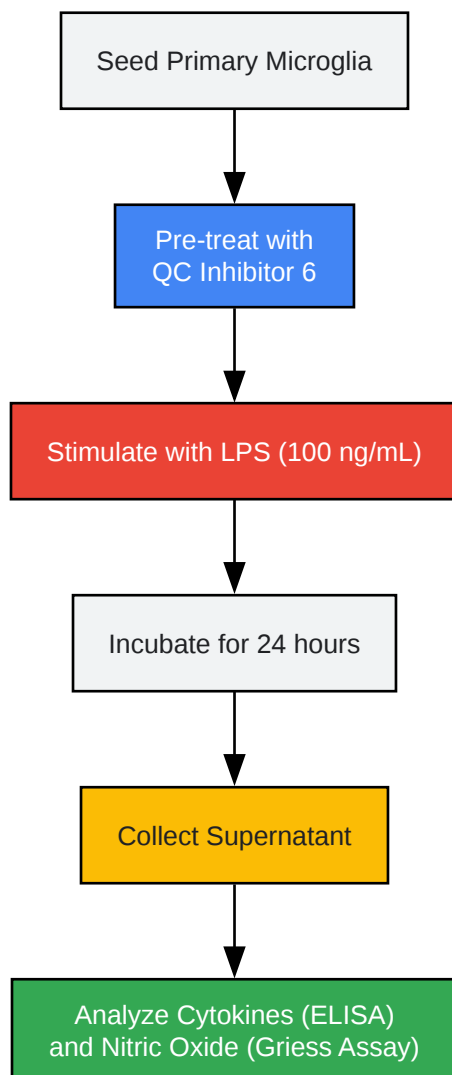 Seed Primary Microglia
Pre-treat with
QC Inhibitor 6
Stimulate with LPS (100 ng/mL)
Incubate for 24 hours
Collect Supernatant
Analyze Cytokines (ELISA)
and Nitric Oxide (Griess Assay)